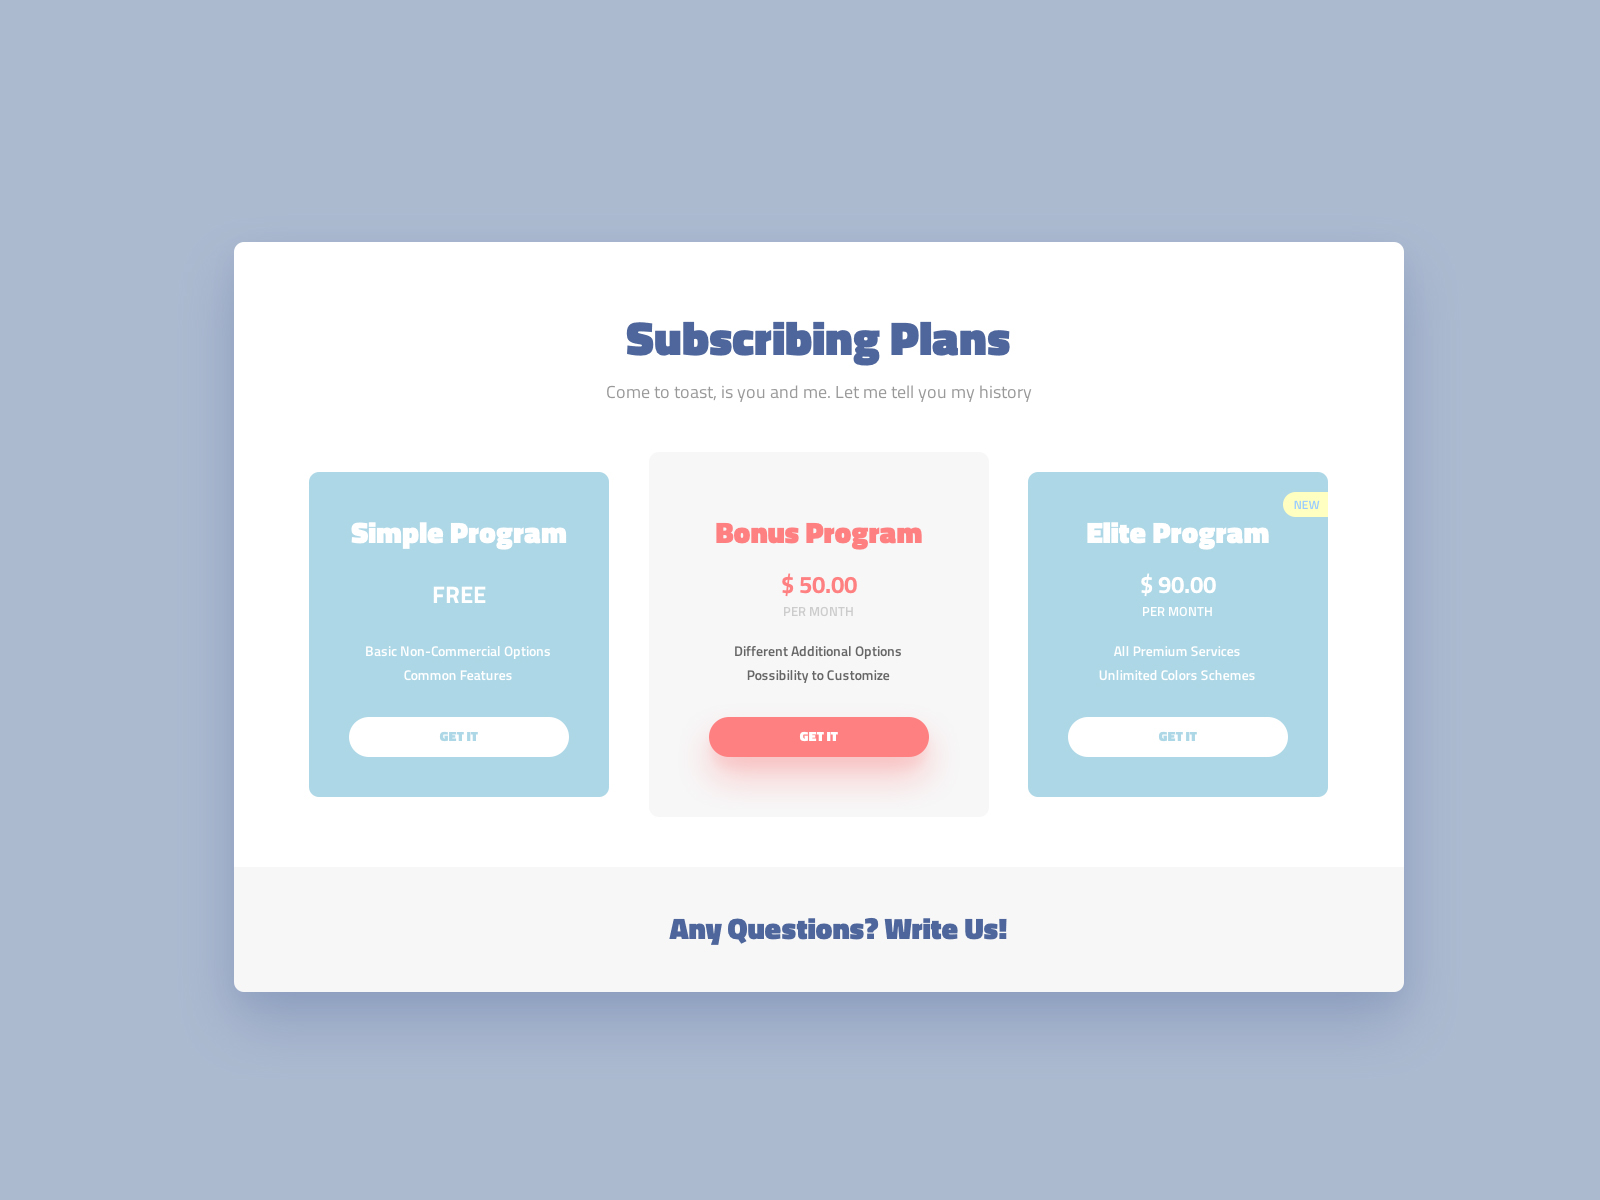 Subscribing Plans
Come to toast, is you and me. Let me tell you my history
Simple Program
FREE
Basic Non-Commercial Options
Common Features
GET IT
Bonus Program
$ 50.00
PER MONTH
Different Additional Options
Possibility to Customize
GET IT
NEW
Elite Program
$ 90.00
PER MONTH
All Premium Services
Unlimited Colors Schemes
GET IT
Any Questions? Write Us!